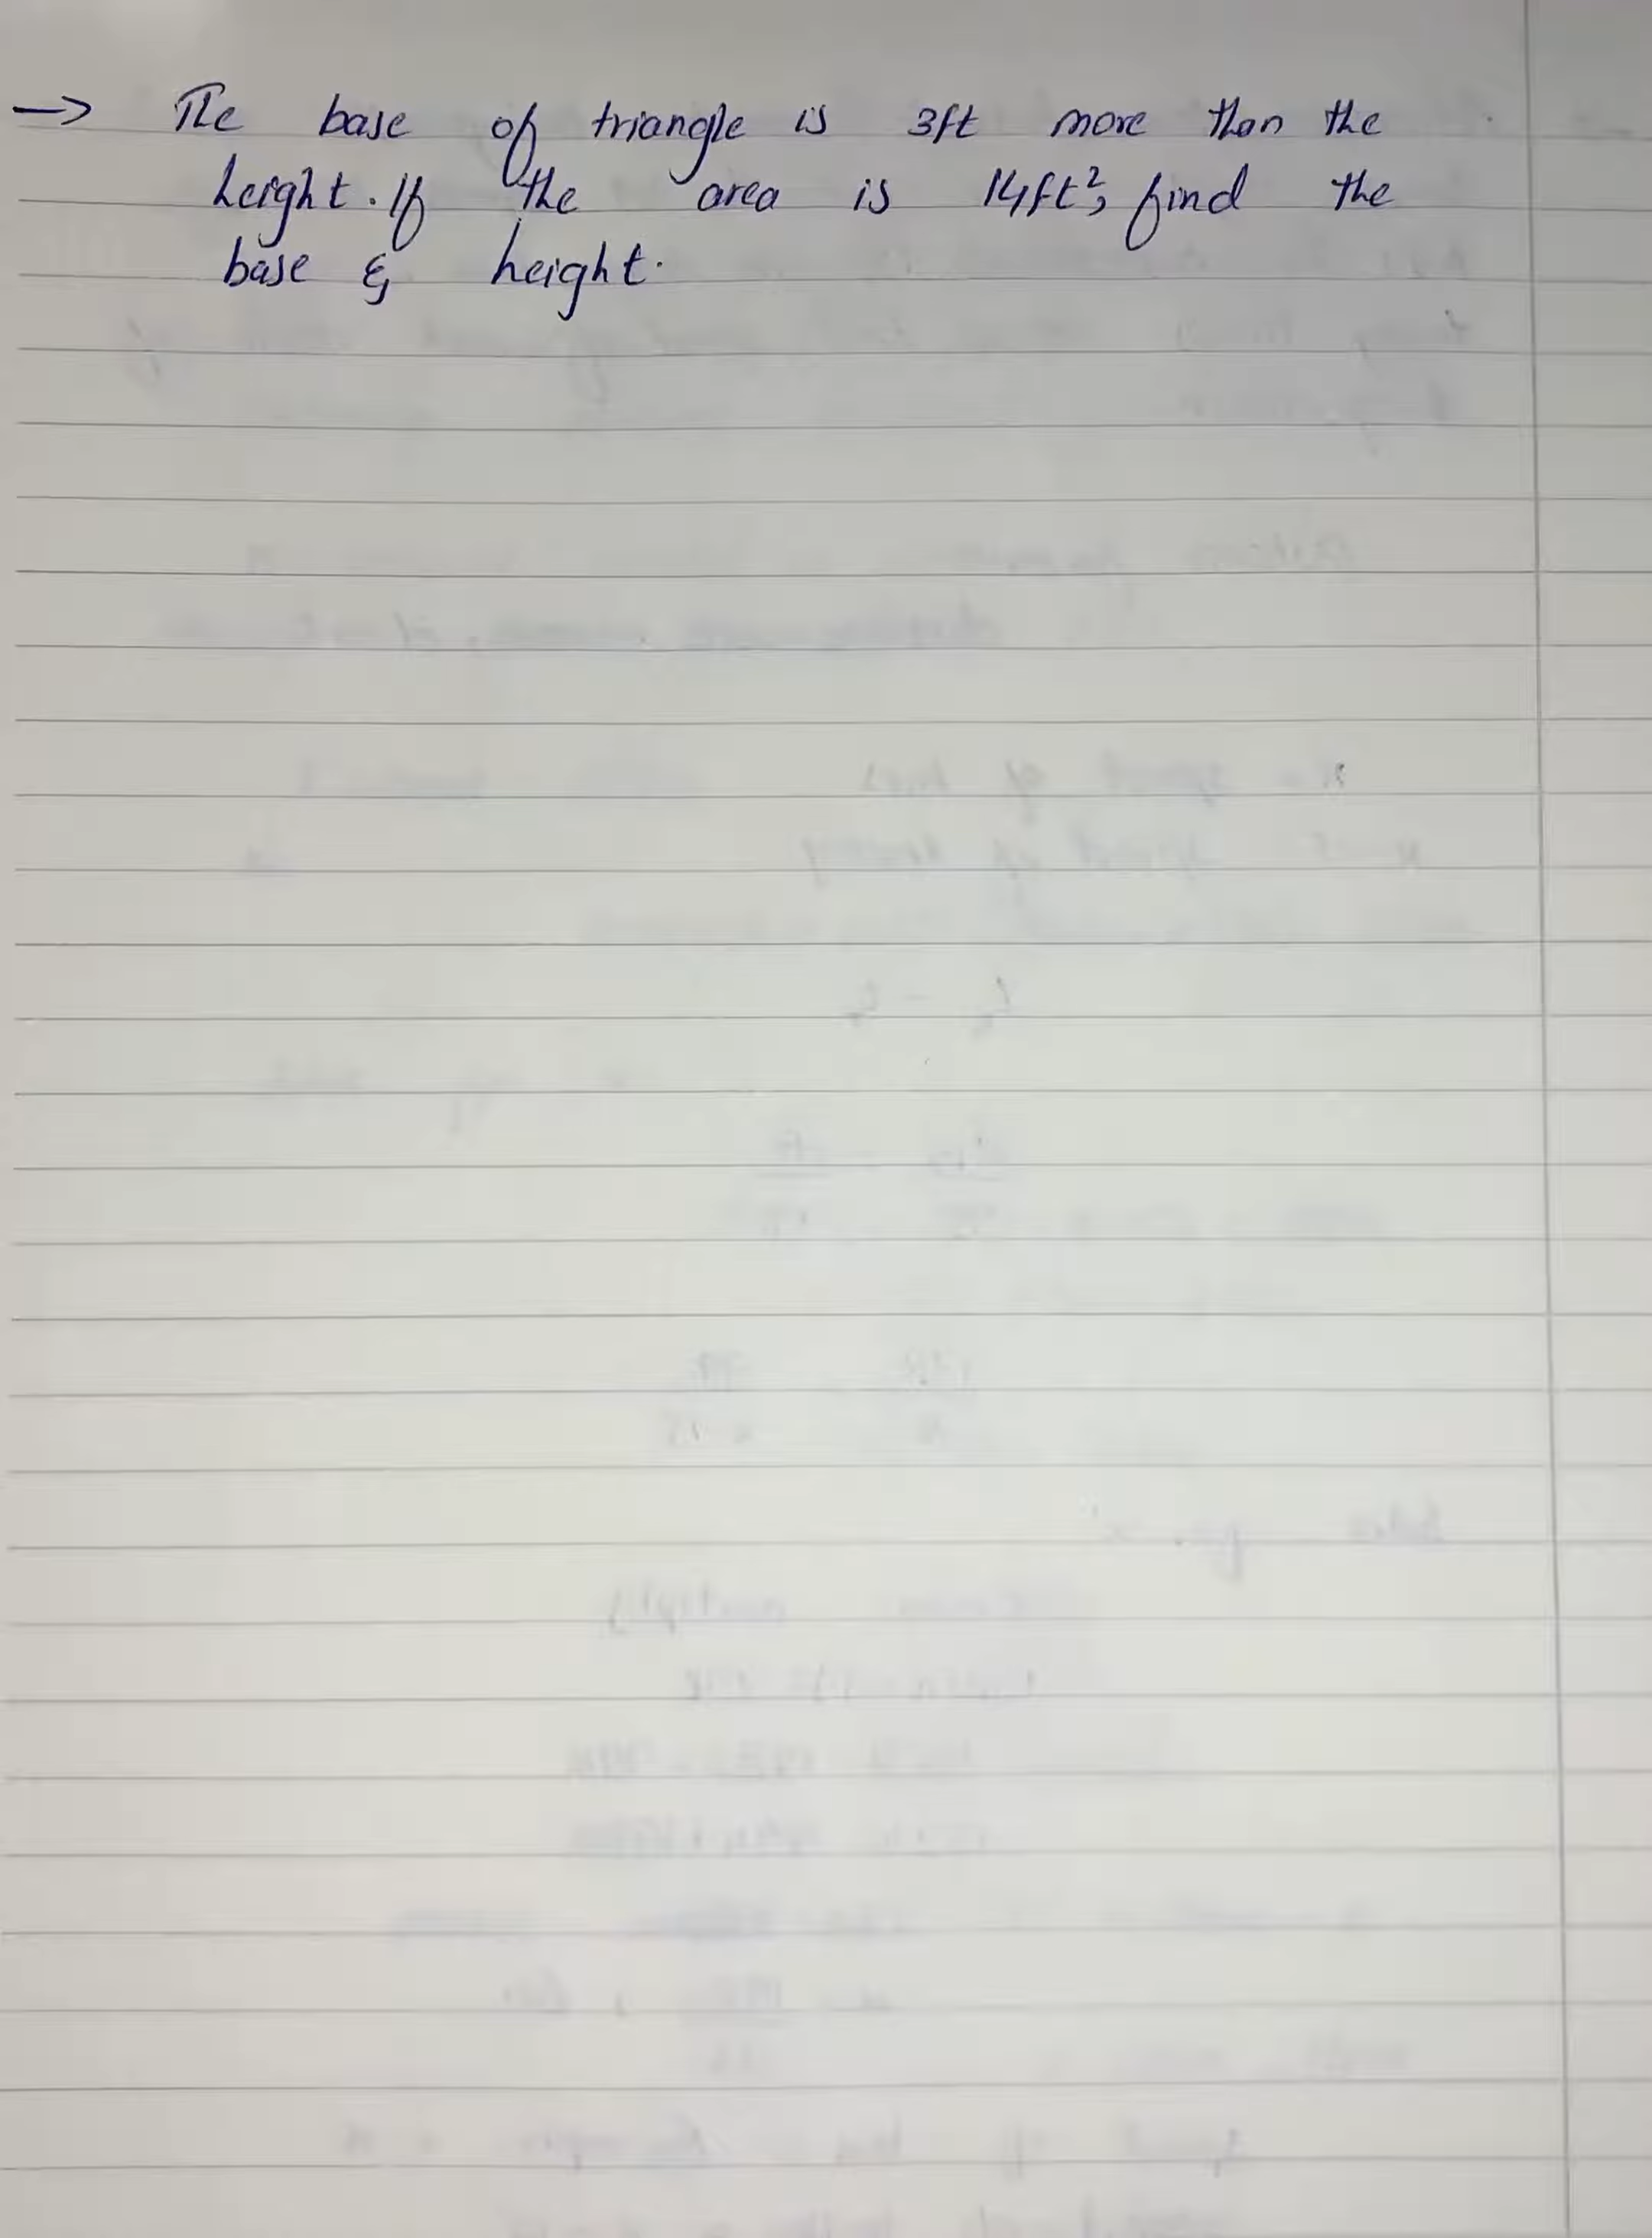 → The base of triangle is 3ft more than the
height. If the area is 14ft², find the
base & height.